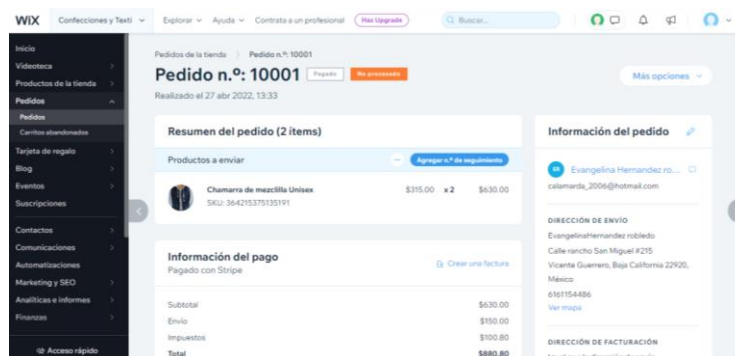 WiX
Confecciones y Texti
Explorar
Ayuda
Contrata a un profesional
Haz Upgrade
Buscar...
Inicio
Videoteca
Productos de la tienda
Pedidos
Pedidos
Carritos abandonados
Tarjeta de regalo
Blog
Eventos
Suscripciones
Contactos
Comunicaciones
Automatizaciones
Marketing y SEO
Analíticas e informes
Finanzas
Acceso rápido
Pedidos de la tienda > Pedido n.º: 10001
Pedido n.º: 10001 Pagado No procesado
Realizado el 27 abr 2022, 13:33
Más opciones
Resumen del pedido (2 ítems)
Productos a enviar
Agregar n.º de seguimiento
Chamarra de mezclilla Unisex $315.00 x 2 $630.00
SKU: 364215375135191
Información del pago
Pagado con Stripe
Crear una factura
Subtotal $630.00
Envío $150.00
Impuestos $100.80
Total $880.80
Información del pedido
Evangelina Hernandez ro...
calamarda_2006@hotmail.com
DIRECCIÓN DE ENVÍO
EvangelinaHernandez robledo
Calle rancho San Miguel #215
Vicente Guerrero, Baja California 22920,
México
6161154486
Ver mapa
DIRECCIÓN DE FACTURACIÓN